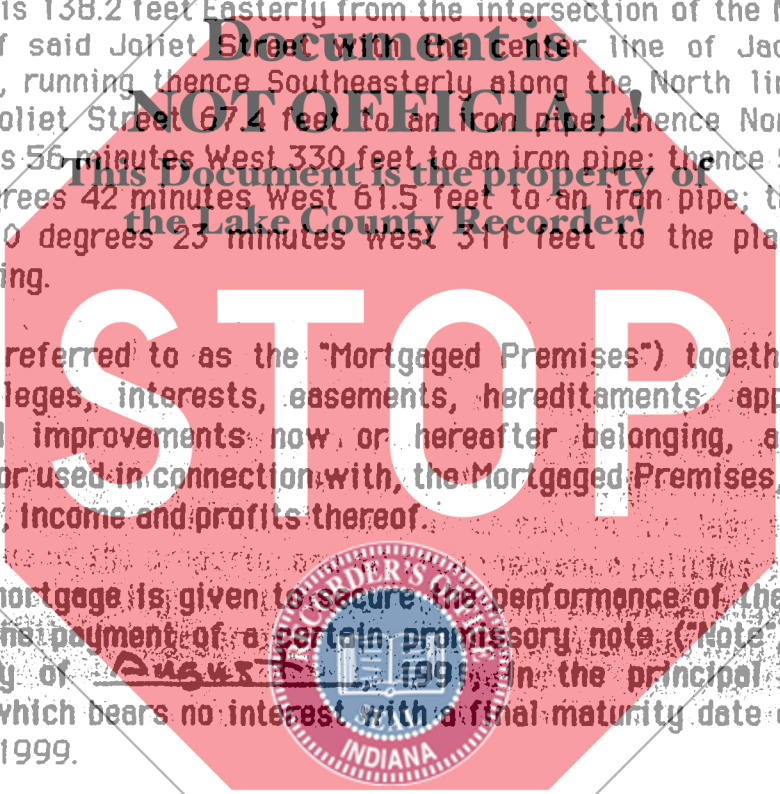 is 138.2 feet Easterly from the intersection of the
Document is
f said Joliet Street with the center line of Jac
, running thence Southeasterly along the North lin
NOT OFFICIAL!
oliet Street 67.4 feet to an iron pipe; thence Nor
s 56 minutes West 330 feet to an iron pipe; thence
This Document is the property of
rees 42 minutes West 61.5 feet to an iron pipe; t
the Lake County Recorder!
0 degrees 23 minutes West 311 feet to the pla
ing.
STOP
referred to as the "Mortgaged Premises") togeth
leges, interests, easements, hereditaments, app
improvements now or hereafter belonging, a
or used in connection with, the Mortgaged Premises,
, income and profits thereof.
RECORDER'S OFFICE
mortgage is given to secure the performance of the
he payment of a certain promissory note ("Note"
y of August, 1991 in the principal
which bears no interest with a final maturity date
INDIANA
1999.